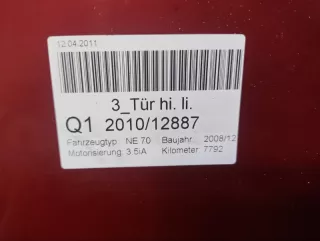 12.04.2011
3_Tür hi. li.
Q1 2010/12887
Fahrzeugtyp: NE 70 Baujahr: 2008/12
Motorisierung: 3.5iA Kilometer: 7792